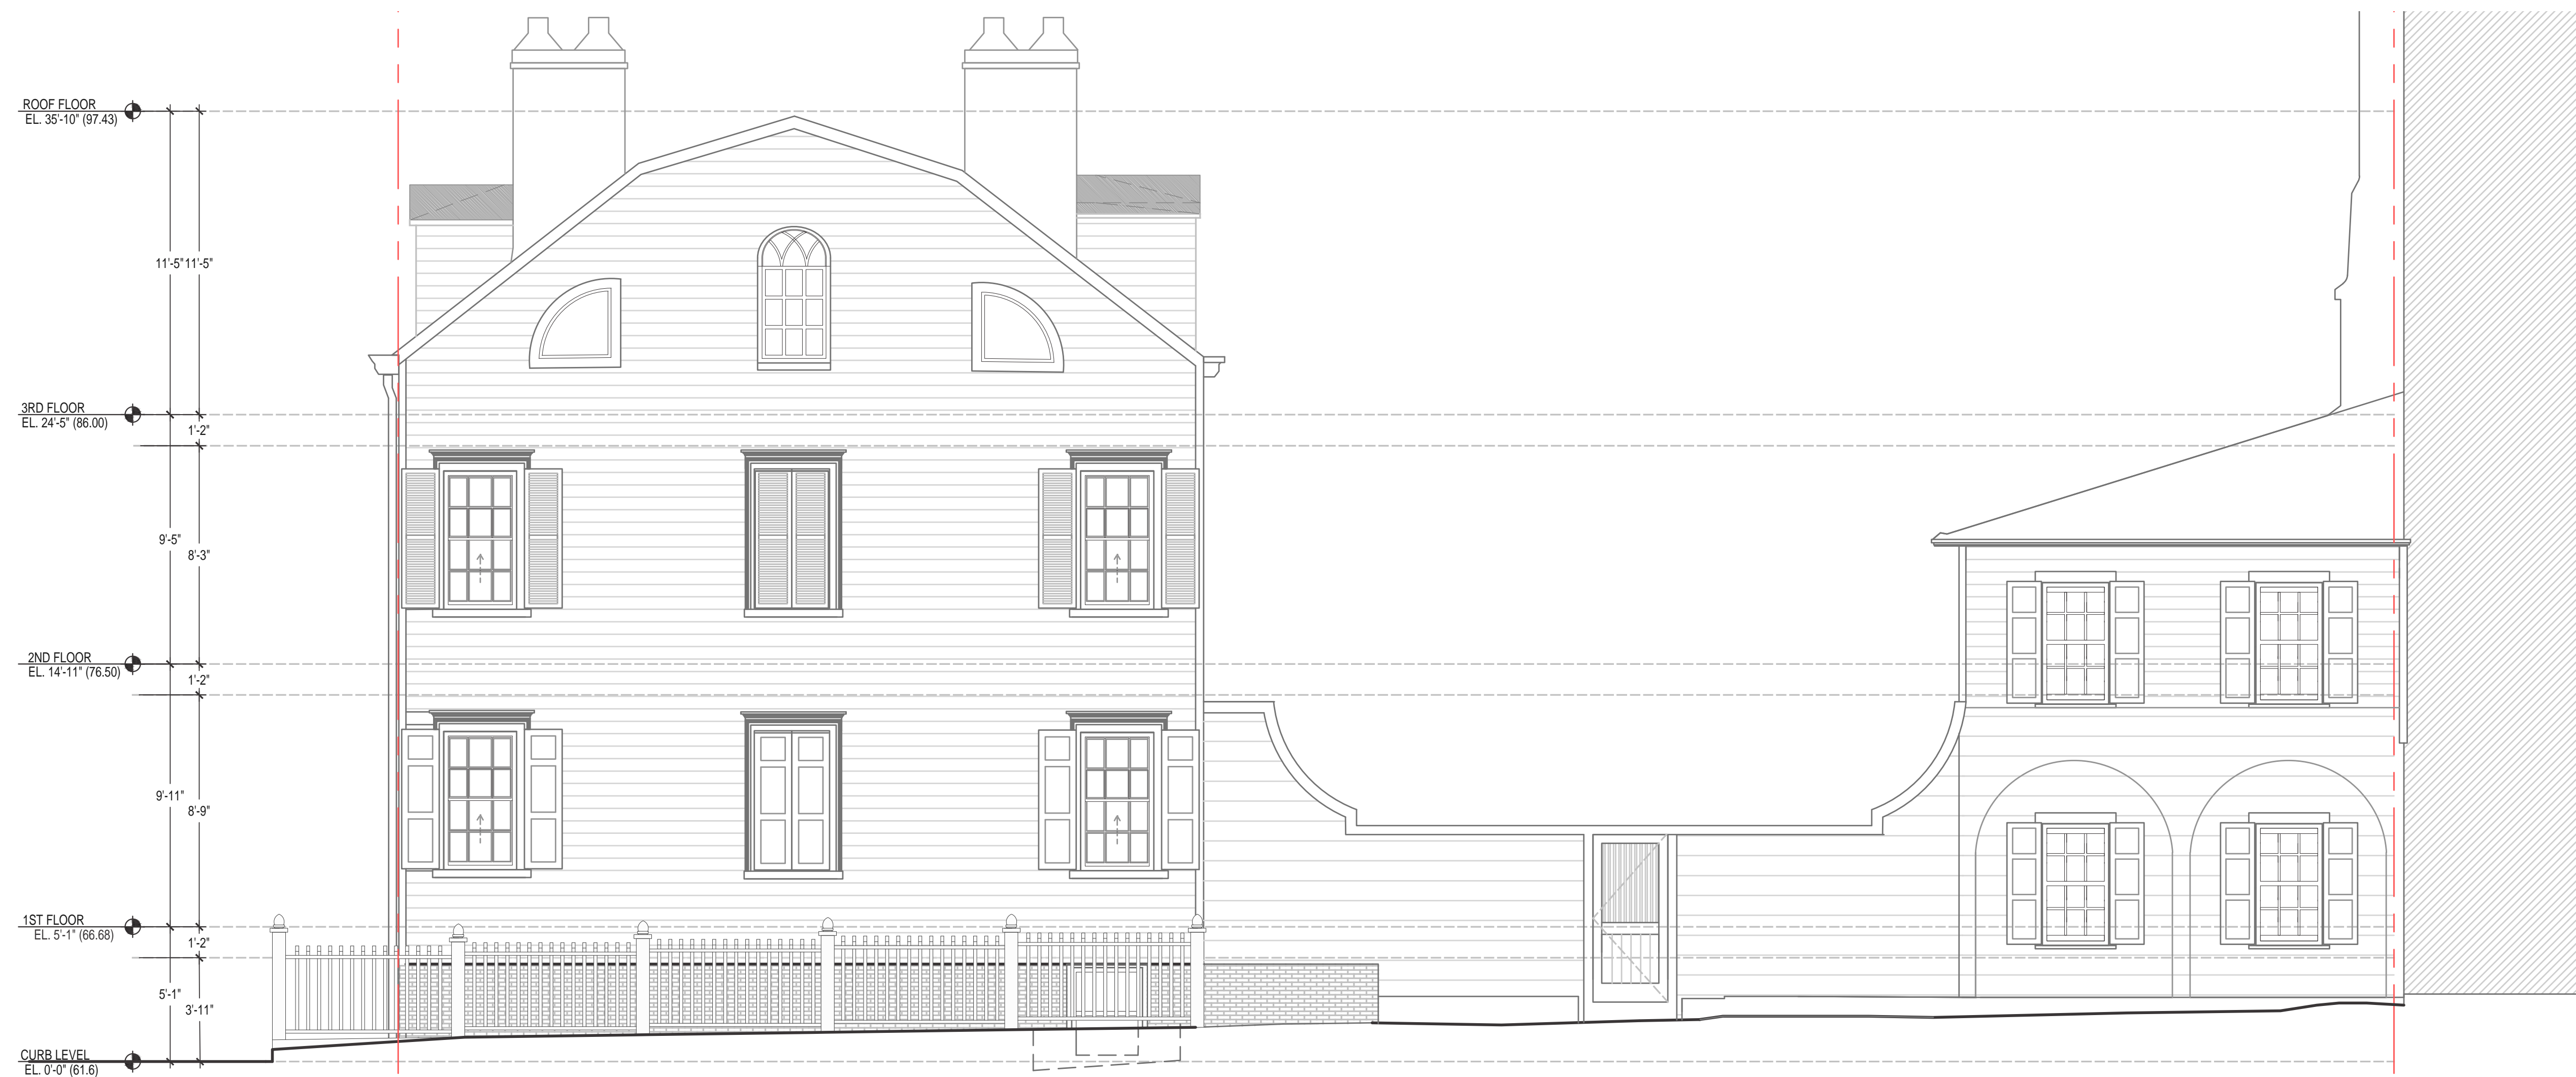 ROOF FLOOR
EL. 35'-10" (97.43)
11'-5" 11'-5"
3RD FLOOR
EL. 24'-5" (86.00)
1'-2"
9'-5"
8'-3"
2ND FLOOR
EL. 14'-11" (76.50)
1'-2"
9'-11"
8'-9"
1ST FLOOR
EL. 5'-1" (66.68)
1'-2"
5'-1"
3'-11"
CURB LEVEL
EL. 0'-0" (61.6)